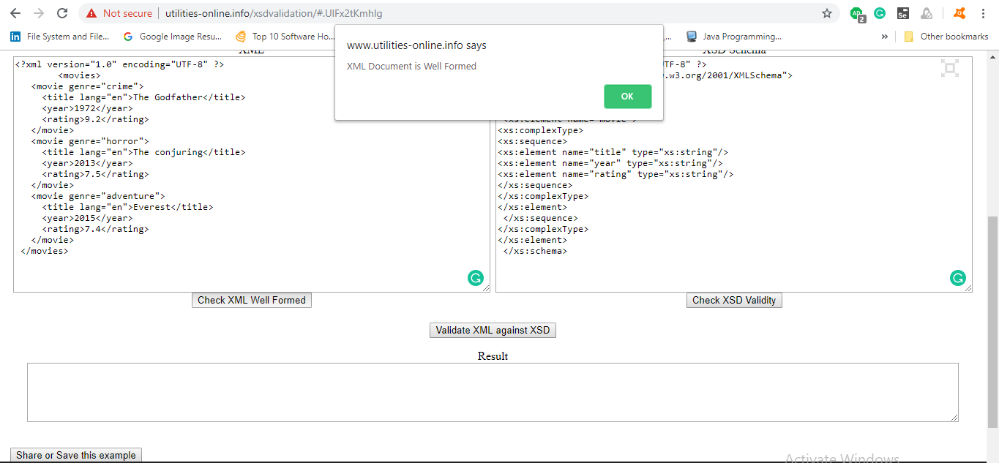 Not secure | utilities-online.info/xsdvalidation/#.UIFx2tKmhIg
File System and File... Google Image Resu... Top 10 Software Ho... Java Programming... » Other bookmarks
www.utilities-online.info says
XML Document is Well Formed
OK
XML
<?xml version="1.0" encoding="UTF-8" ?>
<movies>
<movie genre="crime">
<title lang="en">The Godfather</title>
<year>1972</year>
<rating>9.2</rating>
</movie>
<movie genre="horror">
<title lang="en">The conjuring</title>
<year>2013</year>
<rating>7.5</rating>
</movie>
<movie genre="adventure">
<title lang="en">Everest</title>
<year>2015</year>
<rating>7.4</rating>
</movie>
</movies>
Check XML Well Formed
XSD Schema
TF-8" ?>
.w3.org/2001/XMLSchema">
<xs:element name="movie">
<xs:complexType>
<xs:sequence>
<xs:element name="title" type="xs:string"/>
<xs:element name="year" type="xs:string"/>
<xs:element name="rating" type="xs:string"/>
</xs:sequence>
</xs:complexType>
</xs:element>
</xs:sequence>
</xs:complexType>
</xs:element>
</xs:schema>
Check XSD Validity
Validate XML against XSD
Result
Share or Save this example
Activate Windows